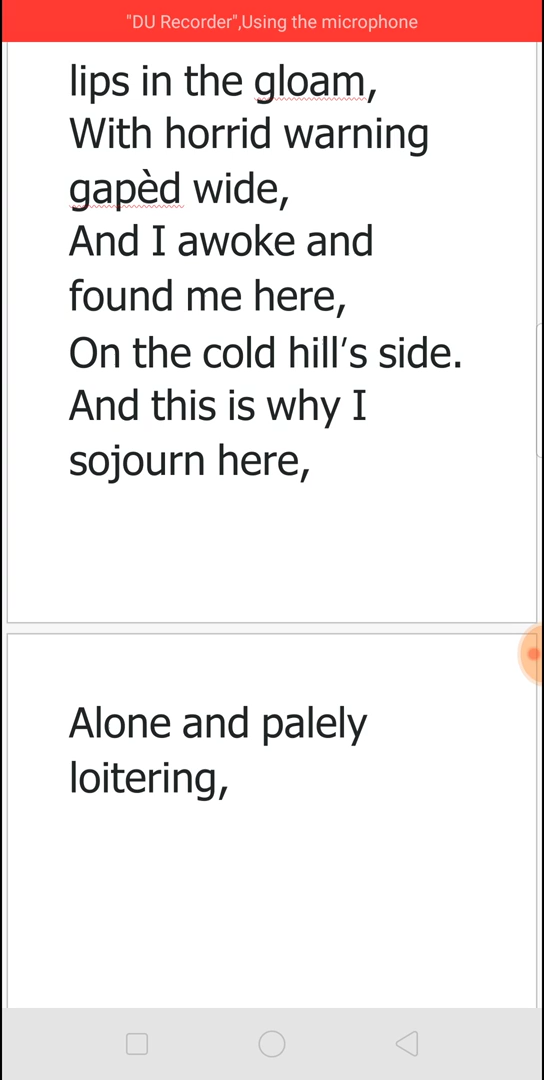 "DU Recorder",Using the microphone
lips in the gloam,
With horrid warning
gapèd wide,
And I awoke and
found me here,
On the cold hill’s side.
And this is why I
sojourn here,
Alone and palely
loitering,